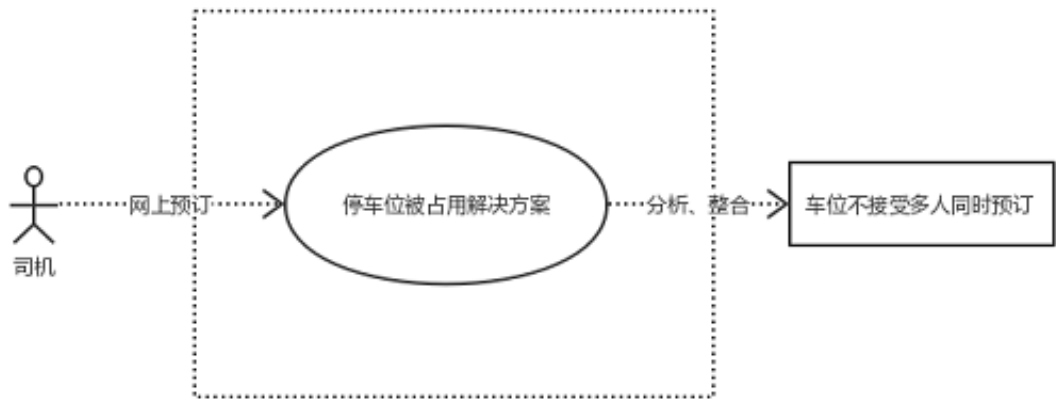 网上预订
停车位被占用解决方案
分析、整合
车位不接受多人同时预订
司机